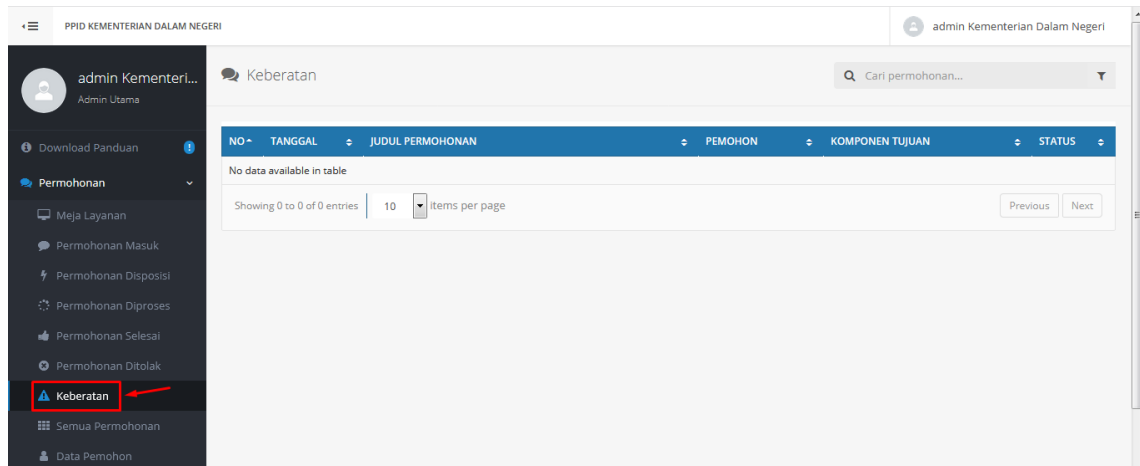 PPID KEMENTERIAN DALAM NEGERI
admin Kementerian Dalam Negeri
admin Kementeri...
Admin Utama
Keberatan
Cari permohonan...
Download Panduan !
Permohonan
Meja Layanan
Permohonan Masuk
Permohonan Disposisi
Permohonan Diproses
Permohonan Selesai
Permohonan Ditolak
Keberatan
Semua Permohonan
Data Pemohon
NO TANGGAL JUDUL PERMOHONAN PEMOHON KOMPONEN TUJUAN STATUS
No data available in table
Showing 0 to 0 of 0 entries 10 items per page Previous Next